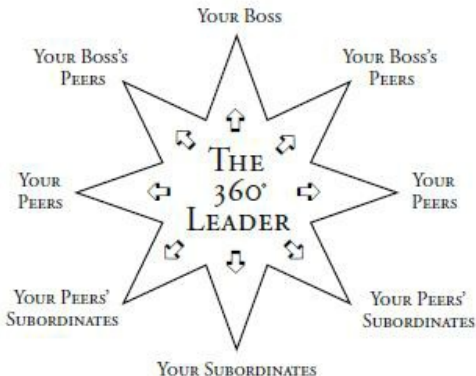 Your Boss
Your Boss's
Peers
Your Boss's
Peers
The
360°
Leader
Your
Peers
Your
Peers
Your Peers'
Subordinates
Your Peers'
Subordinates
Your Subordinates